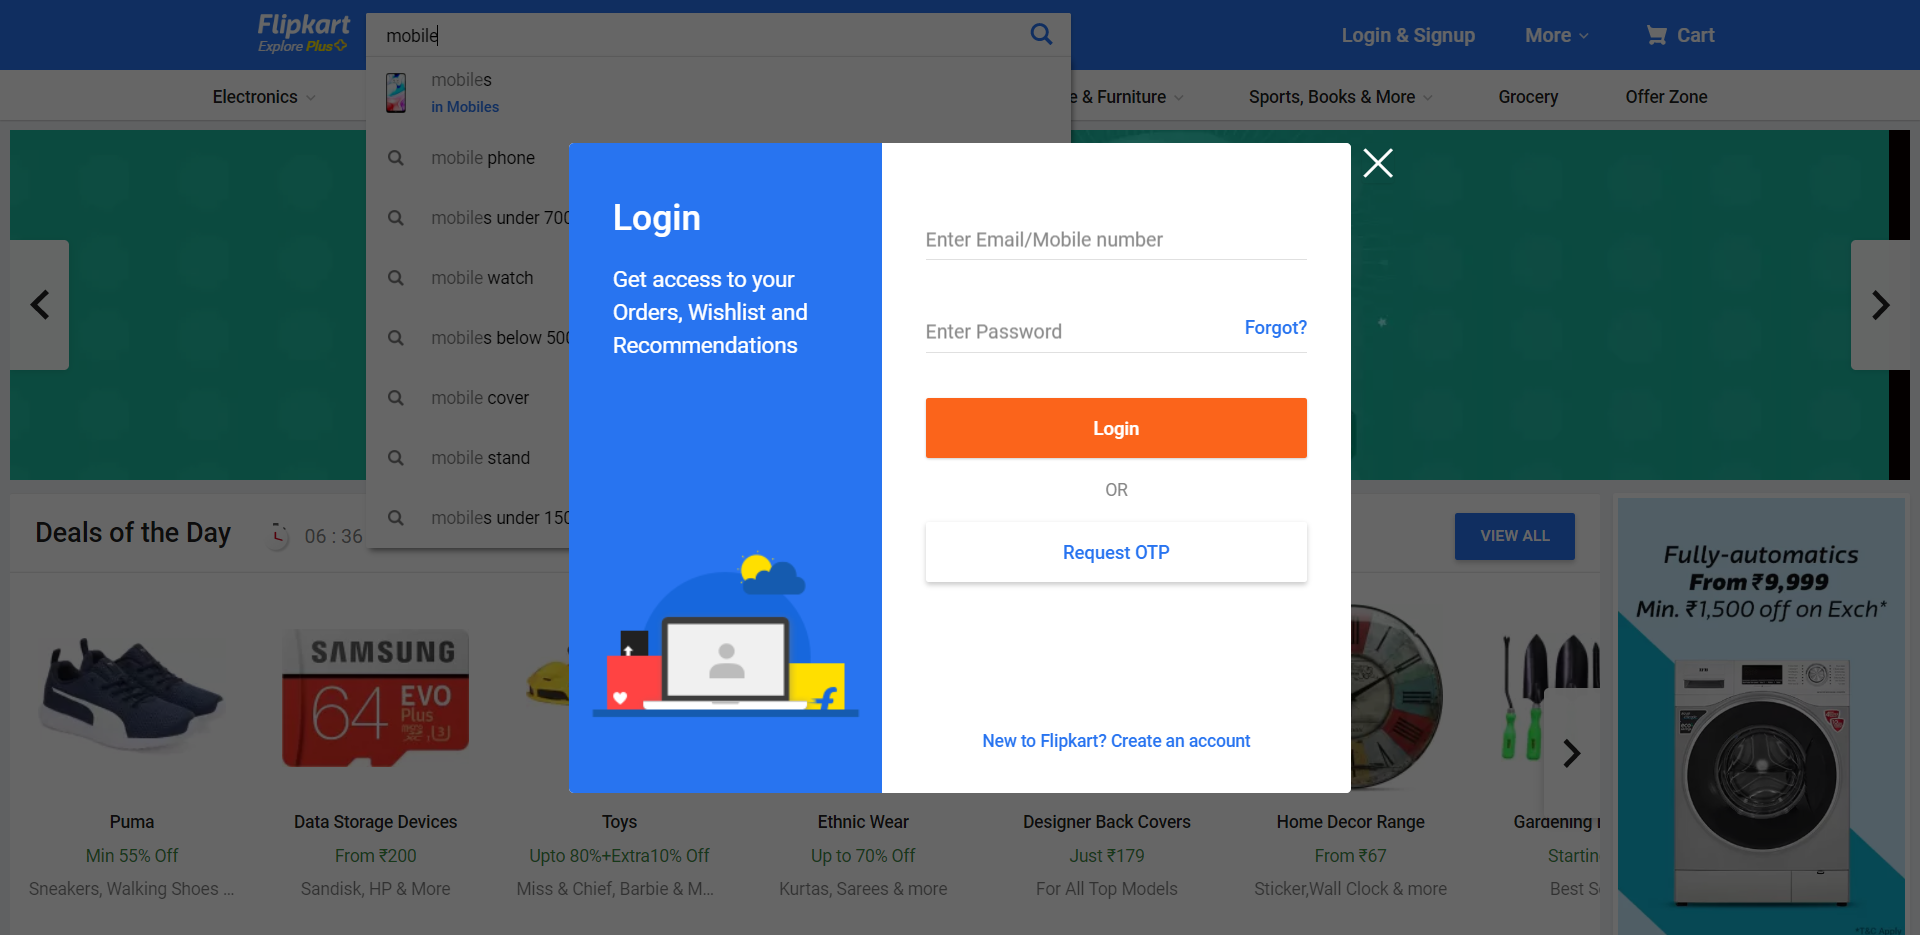 Flipkart
Explore Plus
mobile
Login & Signup
More
Cart
mobiles
in Mobiles
Electronics
e & Furniture
Sports, Books & More
Grocery
Offer Zone
mobile phone
mobiles under 700
mobile watch
mobiles below 500
mobile cover
mobile stand
mobiles under 150
Login
Get access to your
Orders, Wishlist and
Recommendations
Enter Email/Mobile number
Enter Password
Forgot?
Login
OR
Request OTP
New to Flipkart? Create an account
Deals of the Day
06 : 36
VIEW ALL
SAMSUNG
64
EVO
Plus
Fully-automatics
From ₹9,999
Min. ₹1,500 off on Exch*
Puma
Min 55% Off
Sneakers, Walking Shoes ...
Data Storage Devices
From ₹200
Sandisk, HP & More
Toys
Upto 80%+Extra10% Off
Miss & Chief, Barbie & M...
Ethnic Wear
Up to 70% Off
Kurtas, Sarees & more
Designer Back Covers
Just ₹179
For All Top Models
Home Decor Range
From ₹67
Sticker,Wall Clock & more
Gardening
Startin
Best S
*T&C Apply